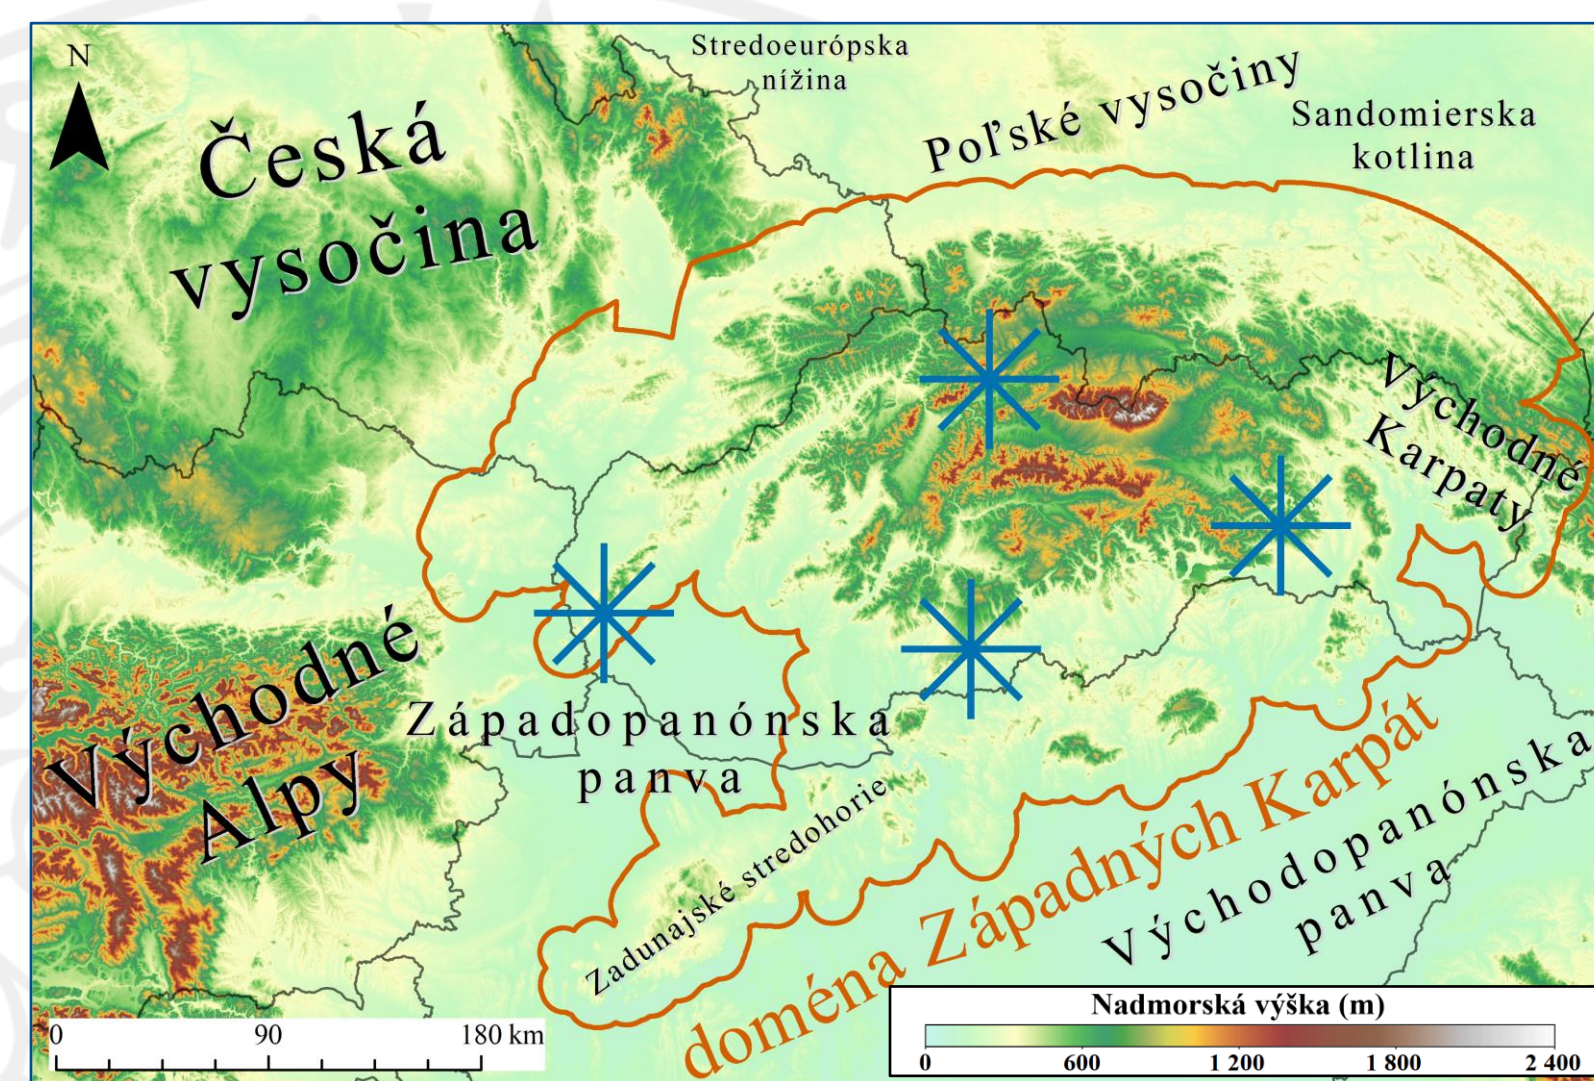 N
Stredoeurópska
nížina
Česká
vysočina
Poľské vysočiny
Sandomierska
kotlina
Východné
Karpaty
Východné
Alpy
Západopanónska
panva
Zadunajské stredohorie
doména Západných Karpát
Východopanónska
panva
0 90 180 km
Nadmorská výška (m)
0 600 1 200 1 800 2 400